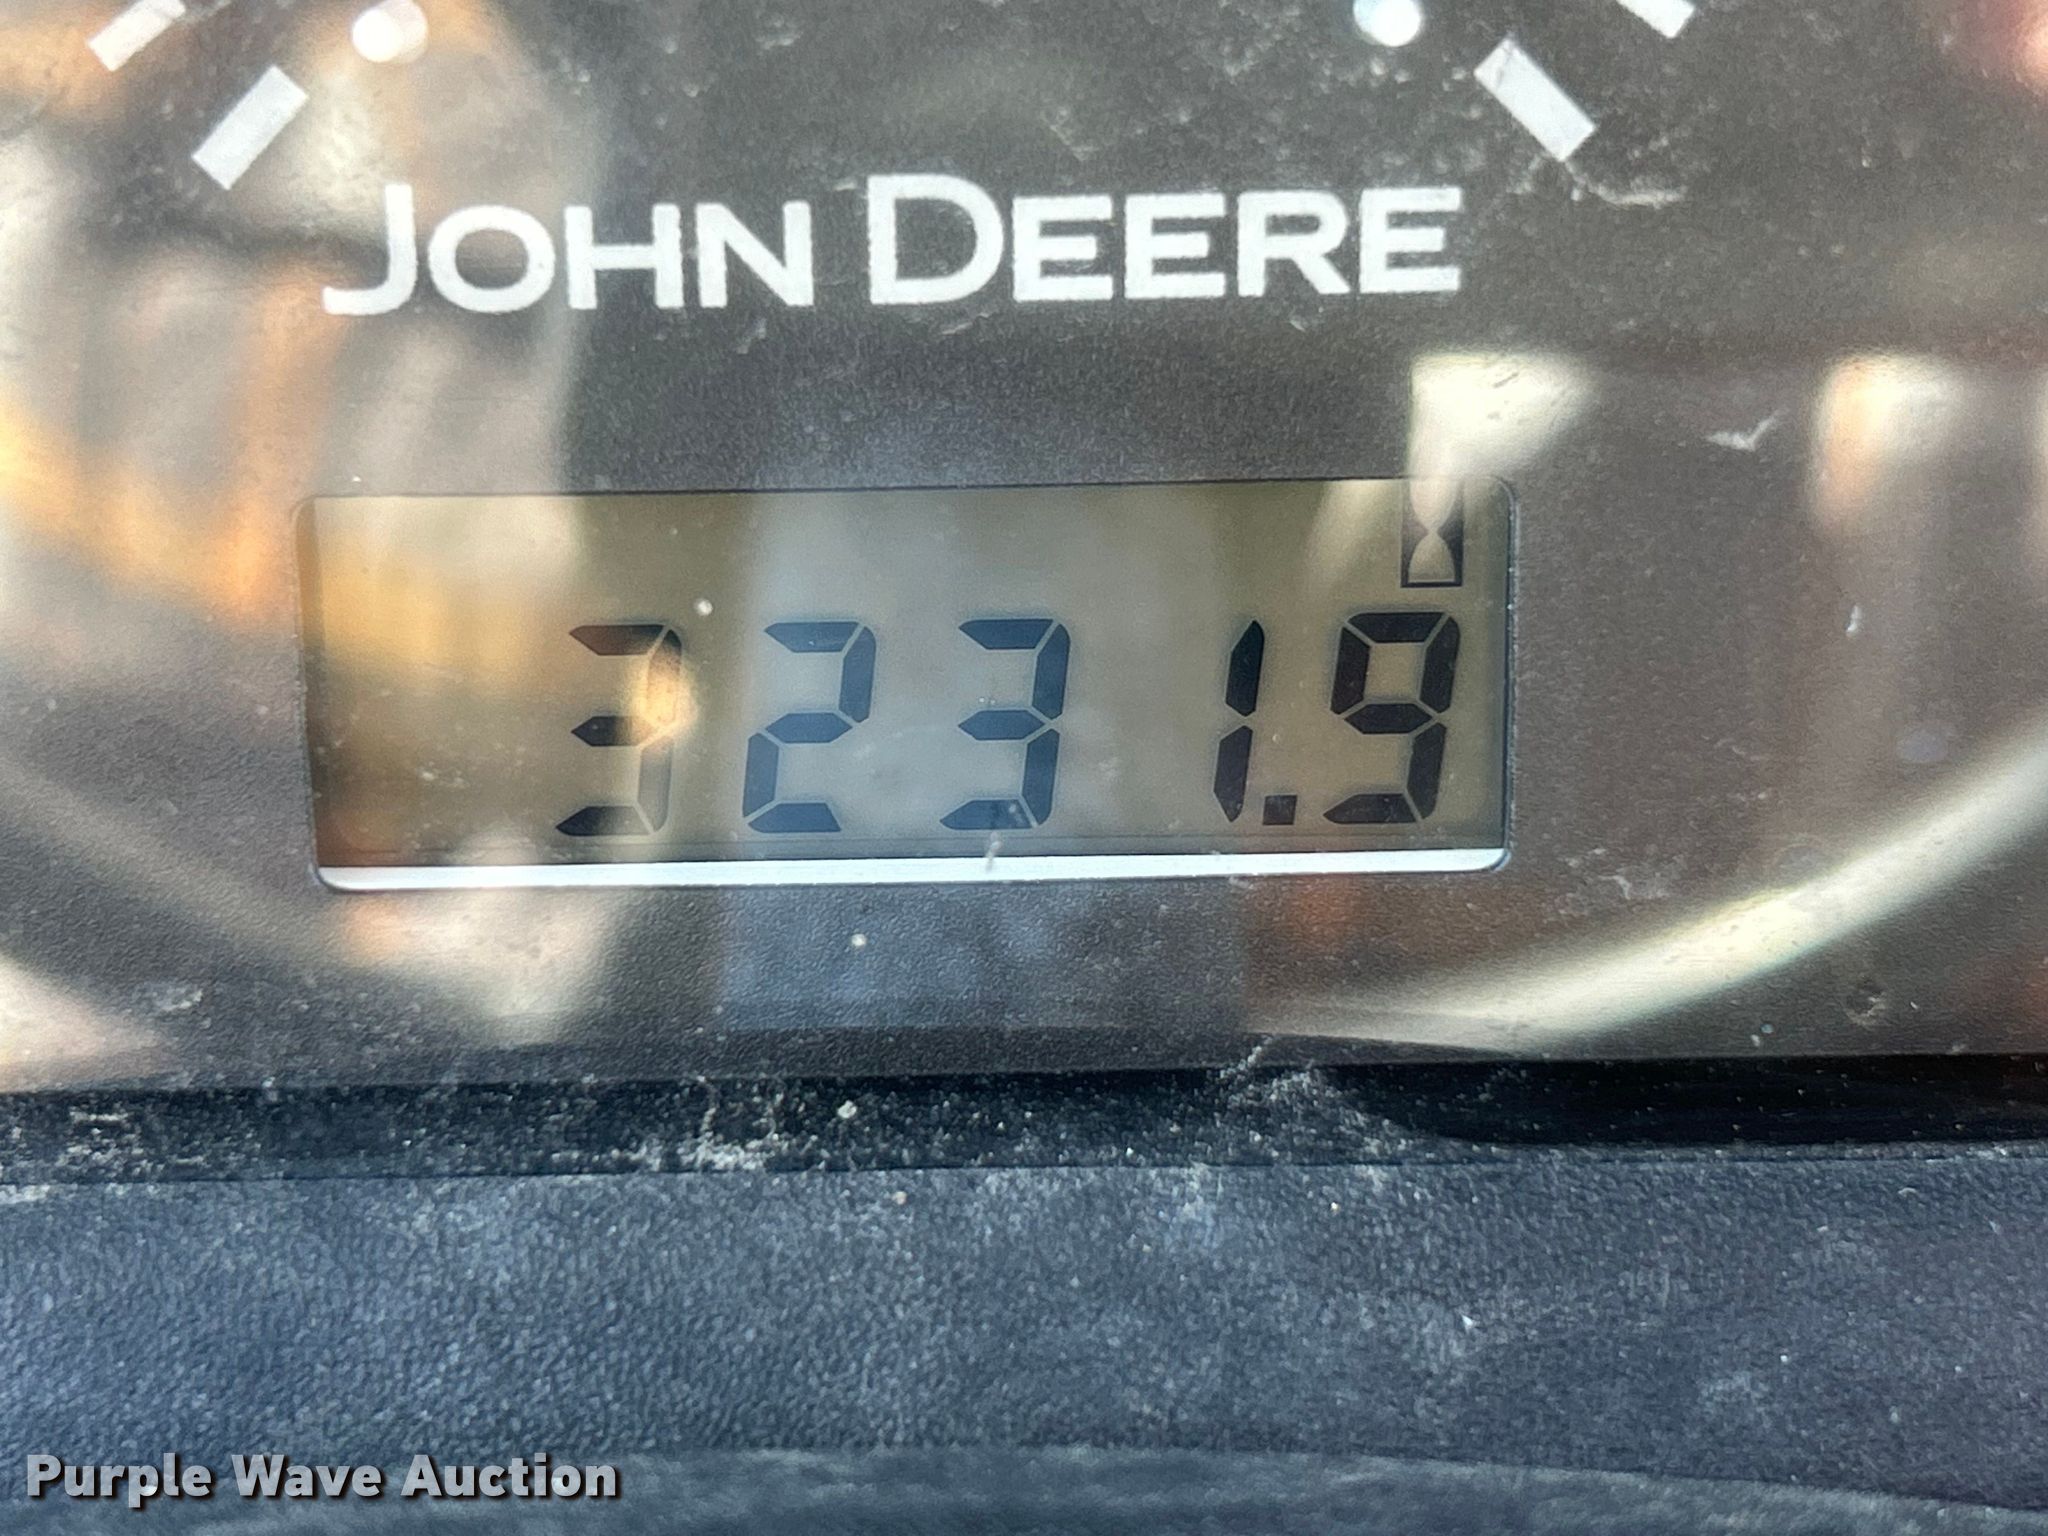 JOHN DEERE
3231.9
Purple Wave Auction